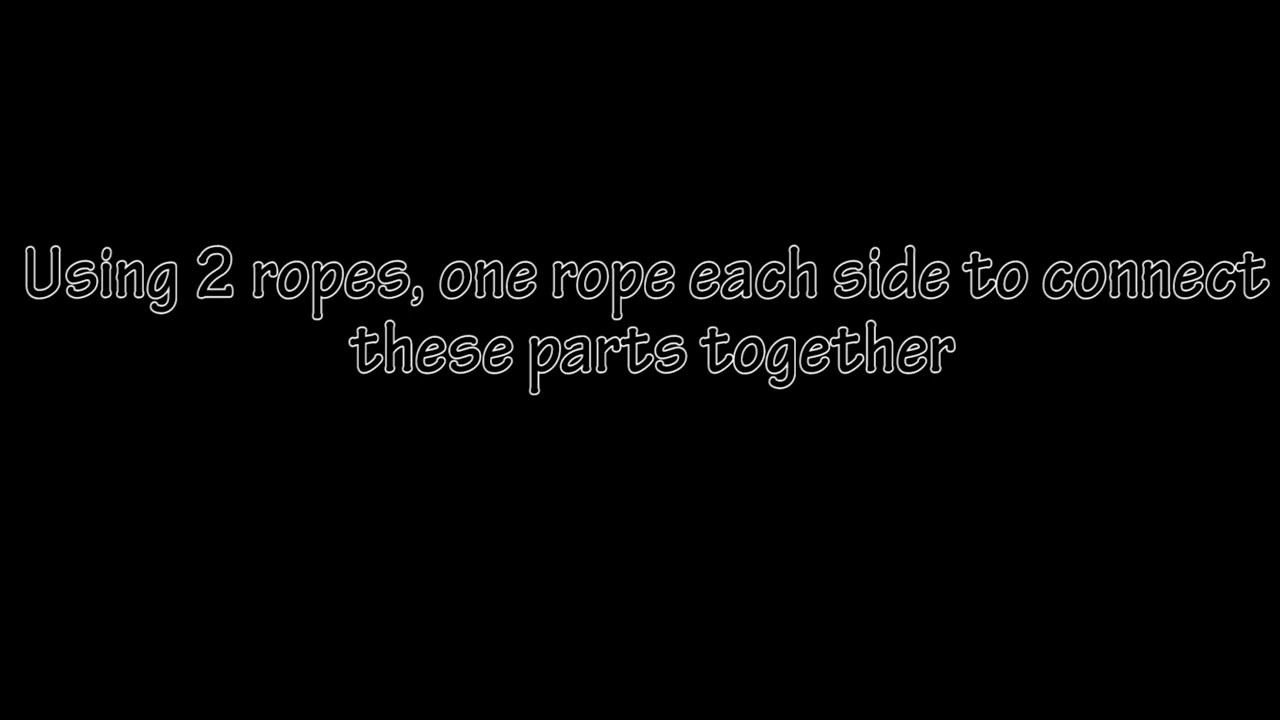 Using 2 ropes, one rope each side to connect
these parts together